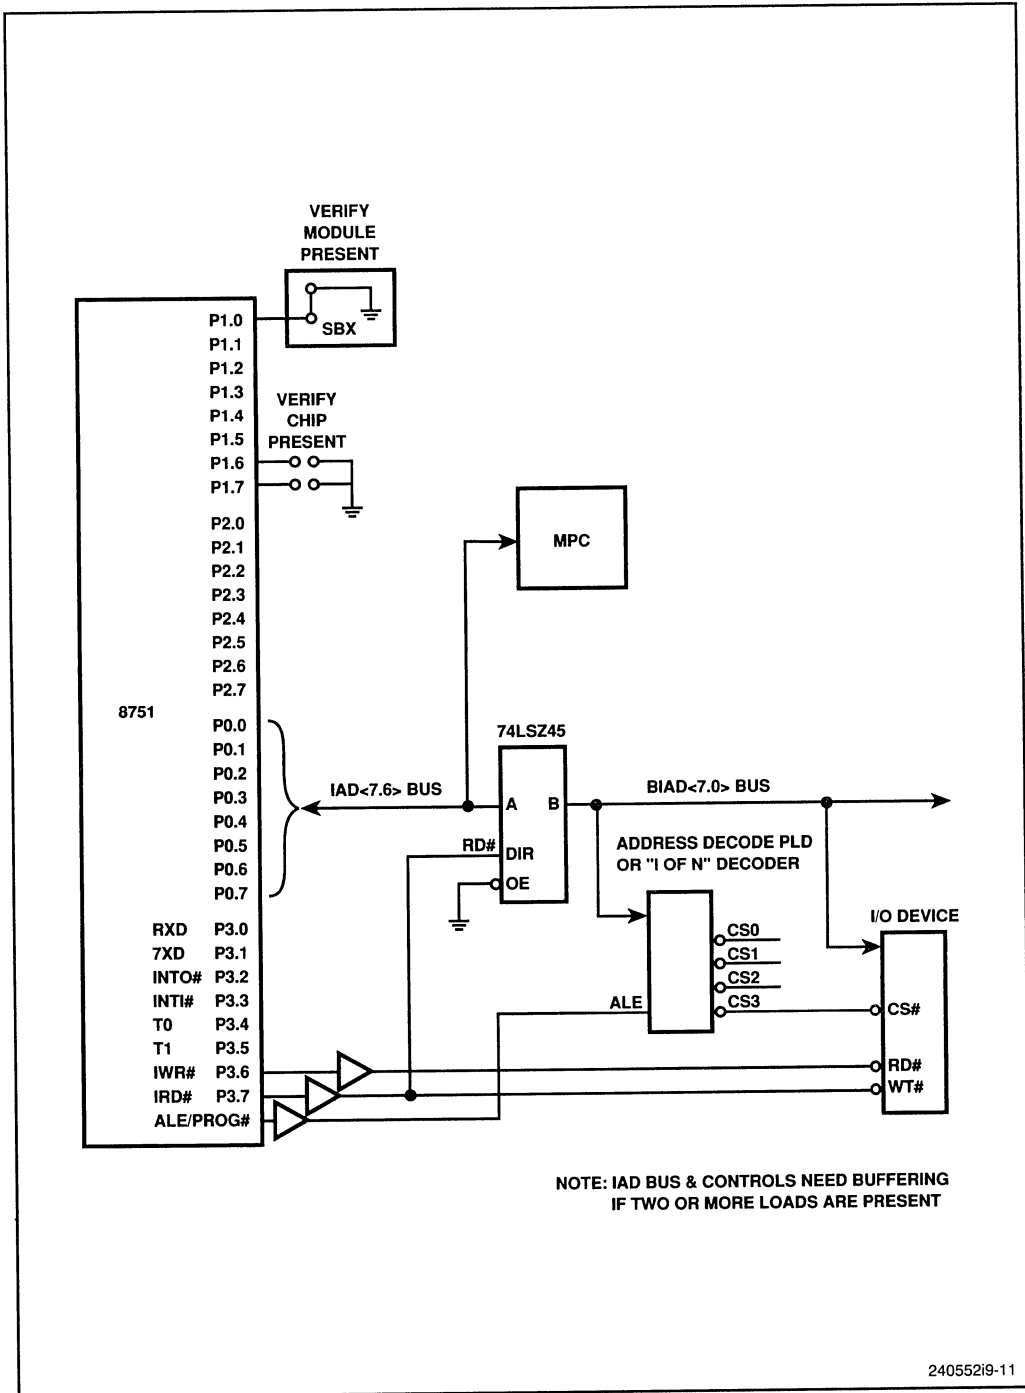 VERIFY
MODULE
PRESENT
SBX
P1.0
P1.1
P1.2
P1.3
P1.4
P1.5
P1.6
P1.7
VERIFY
CHIP
PRESENT
P2.0
P2.1
P2.2
P2.3
P2.4
P2.5
P2.6
P2.7
MPC
8751
P0.0
P0.1
P0.2
P0.3
P0.4
P0.5
P0.6
P0.7
IAD<7.6> BUS
74LSZ45
A B
RD# DIR
OE
BIAD<7.0> BUS
ADDRESS DECODE PLD
OR "I OF N" DECODER
CS0
CS1
CS2
CS3
ALE
I/O DEVICE
CS#
RD#
WT#
RXD P3.0
7XD P3.1
INTO# P3.2
INTI# P3.3
T0 P3.4
T1 P3.5
IWR# P3.6
IRD# P3.7
ALE/PROG#
NOTE: IAD BUS & CONTROLS NEED BUFFERING
IF TWO OR MORE LOADS ARE PRESENT
240552i9-11